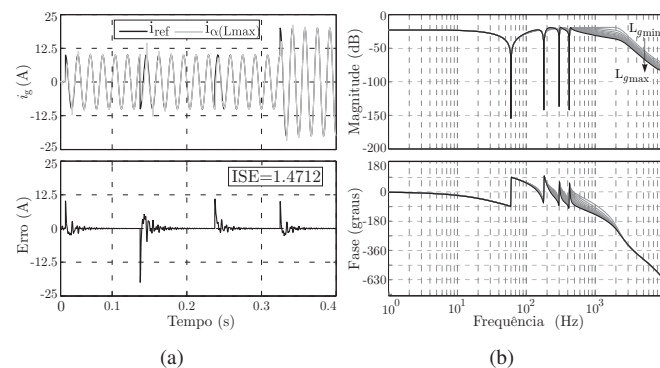 25
12.5
0
-12.5
-25
i_g (A)
i_ref i_α(Lmax)
25
12.5
0
-12.5
-25
Erro (A)
ISE=1.4712
0 0.1 0.2 0.3 0.4
Tempo (s)
(a)
0
-50
-100
-150
-200
Magnitude (dB)
L_gmin
L_gmax
180
0
-180
-360
-630
Fase (graus)
10^0 10^1 10^2 10^3
Frequência (Hz)
(b)